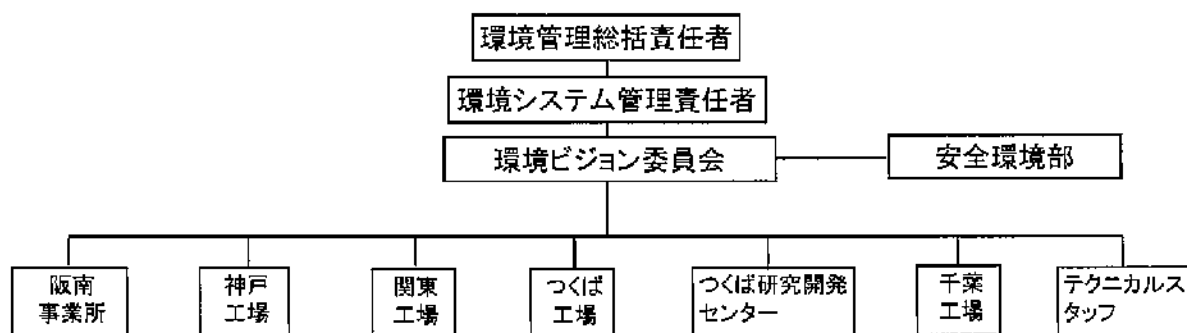 環境管理総括責任者
環境システム管理責任者
環境ビジョン委員会
安全環境部
阪南
事業所
神戸
工場
関東
工場
つくば
工場
つくば研究開発
センター
千葉
工場
テクニカルス
タッフ